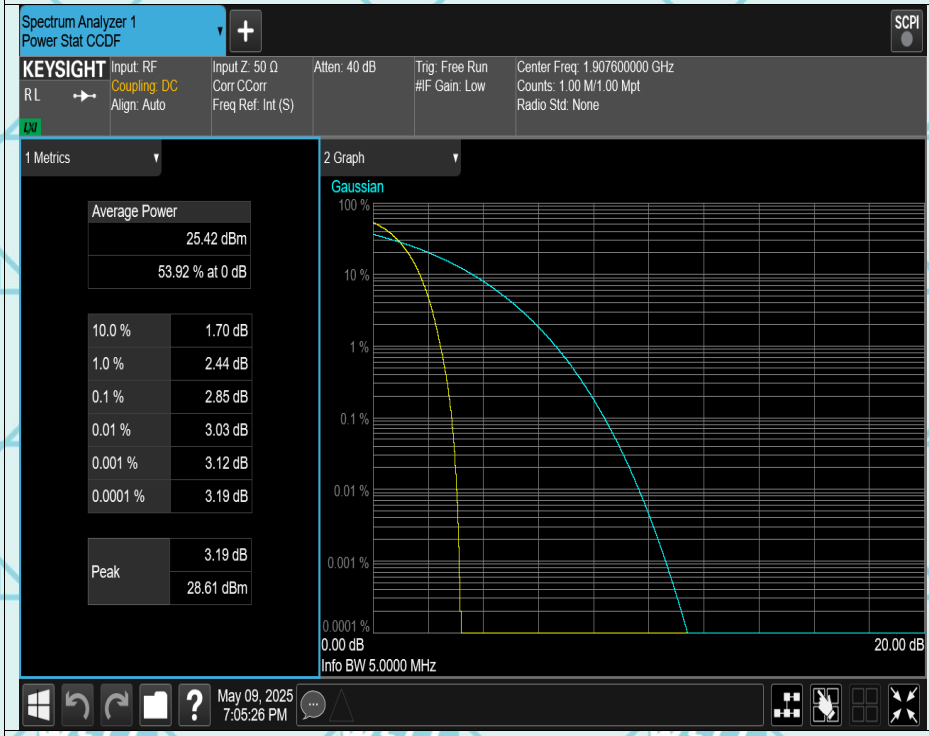 Spectrum Analyzer 1
Power Stat CCDF
▼
+
SCPI
KEYSIGHT
RL
LXI
Input: RF
Coupling: DC
Align: Auto
Input Z: 50 Ω
Corr CCorr
Freq Ref: Int (S)
Atten: 40 dB
Trig: Free Run
#IF Gain: Low
Center Freq: 1.907600000 GHz
Counts: 1.00 M/1.00 Mpt
Radio Std: None
1 Metrics ▼
Average Power
25.42 dBm
53.92 % at 0 dB
10.0 % 1.70 dB
1.0 % 2.44 dB
0.1 % 2.85 dB
0.01 % 3.03 dB
0.001 % 3.12 dB
0.0001 % 3.19 dB
Peak
3.19 dB
28.61 dBm
2 Graph ▼
Gaussian
100 %
10 %
1 %
0.1 %
0.01 %
0.001 %
0.0001 %
0.00 dB 20.00 dB
Info BW 5.0000 MHz
?
May 09, 2025
7:05:26 PM